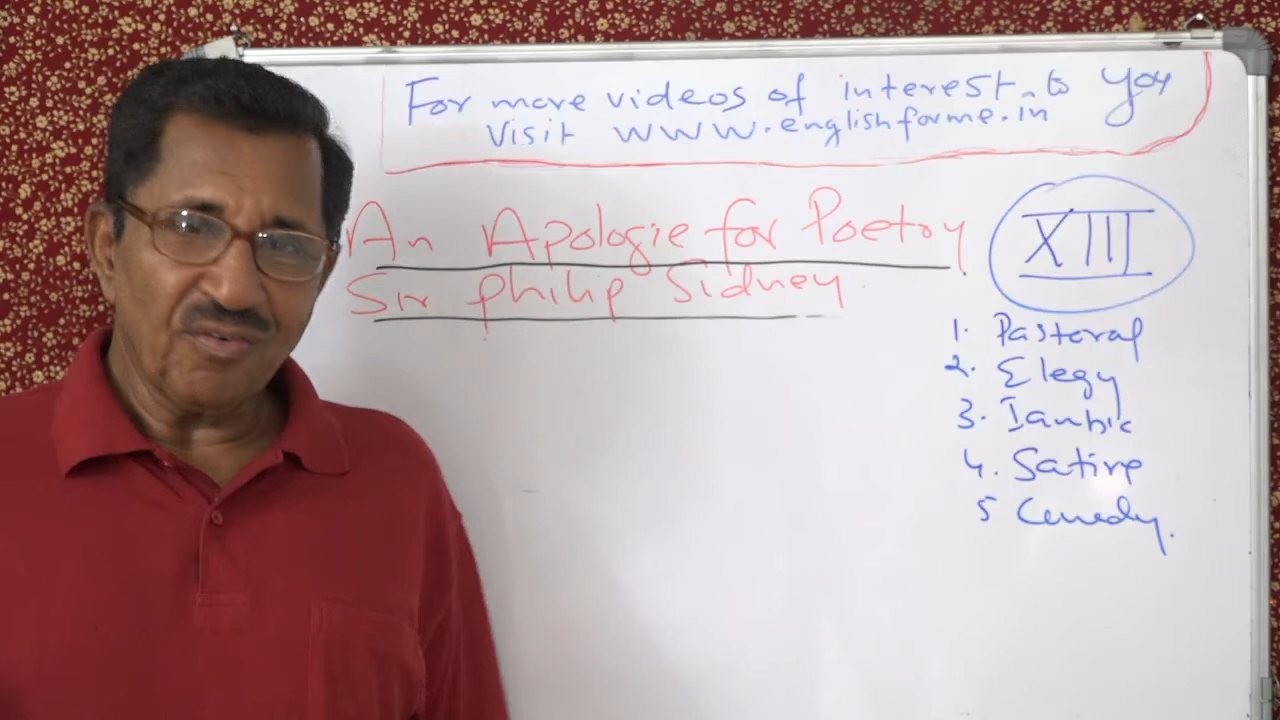 For more videos of interest to you
Visit www.englishforme.in
An Apologie for Poetry
Sir Philip Sidney.
XIII
1. Pastoral
2. Elegy
3. Iambic
4. Satire
5 Comedy.